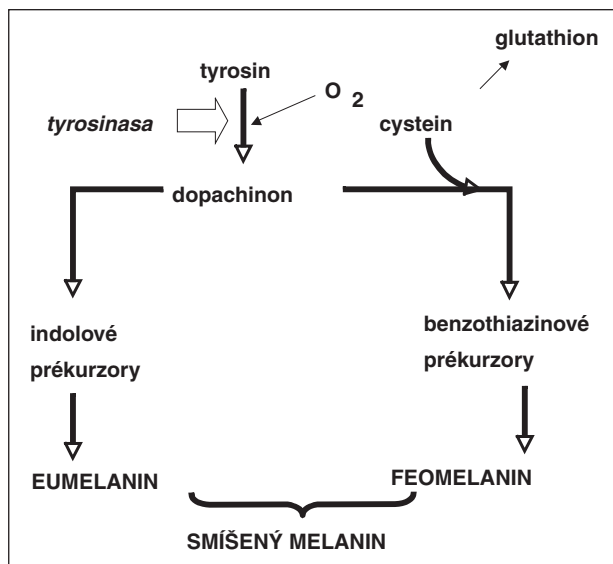 glutathion
tyrosin
O 2
tyrosinasa
cystein
dopachinon
indolové
prékurzory
benzothiazinové
prékurzory
EUMELANIN
FEOMELANIN
SMÍŠENÝ MELANIN